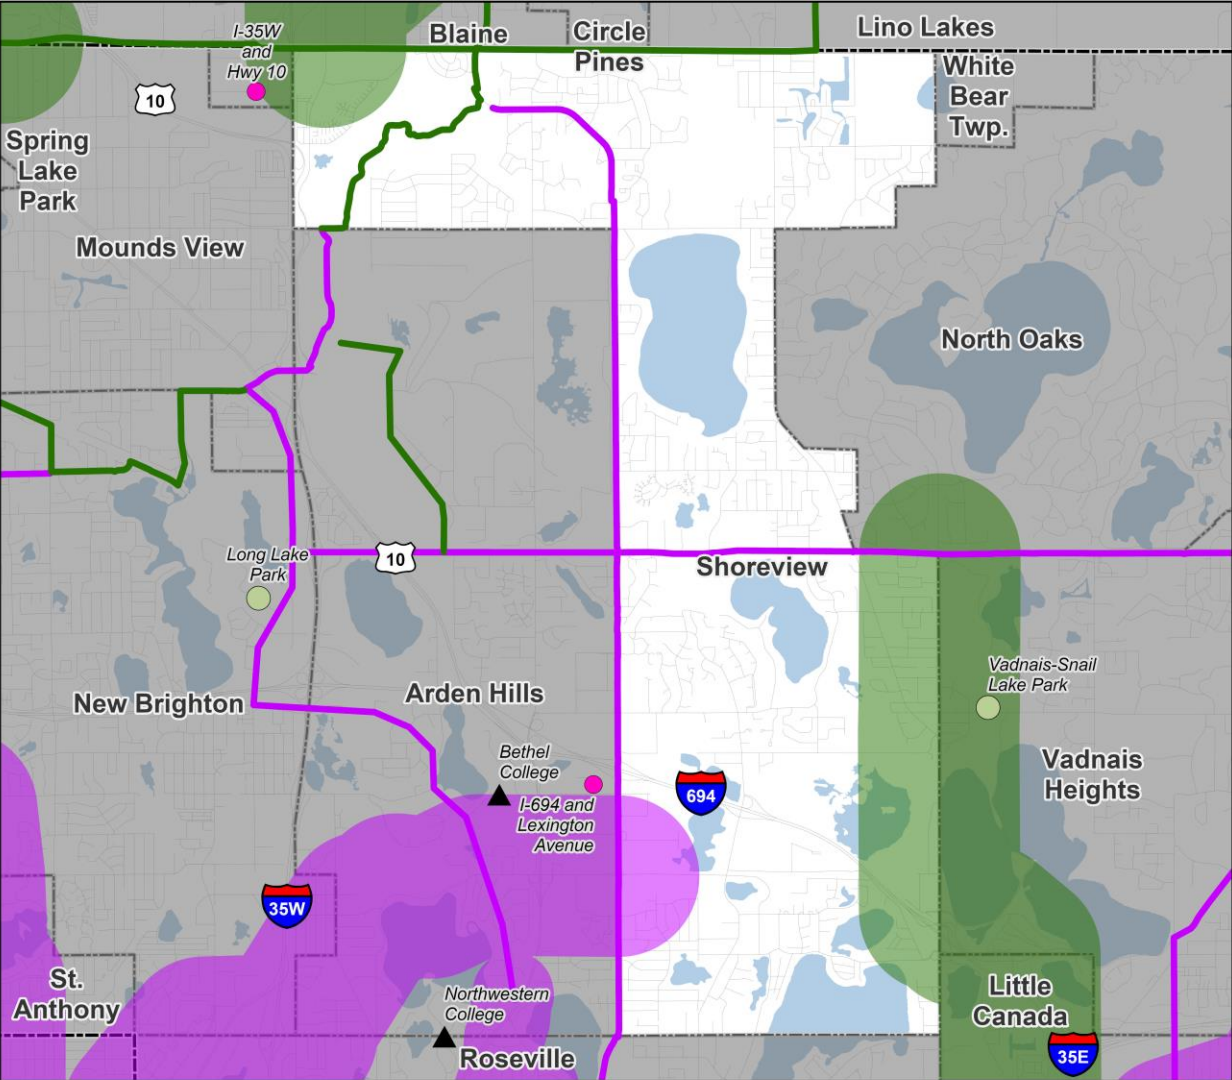 I-35W
and
Hwy 10
Blaine
Circle
Pines
Lino Lakes
10
White
Bear
Twp.
Spring
Lake
Park
Mounds View
North Oaks
Long Lake
Park
10
Shoreview
New Brighton
Arden Hills
Vadnais-Snail
Lake Park
Bethel
College
I-694 and
Lexington
Avenue
694
Vadnais
Heights
35W
St.
Anthony
Northwestern
College
Little
Canada
Roseville
35E